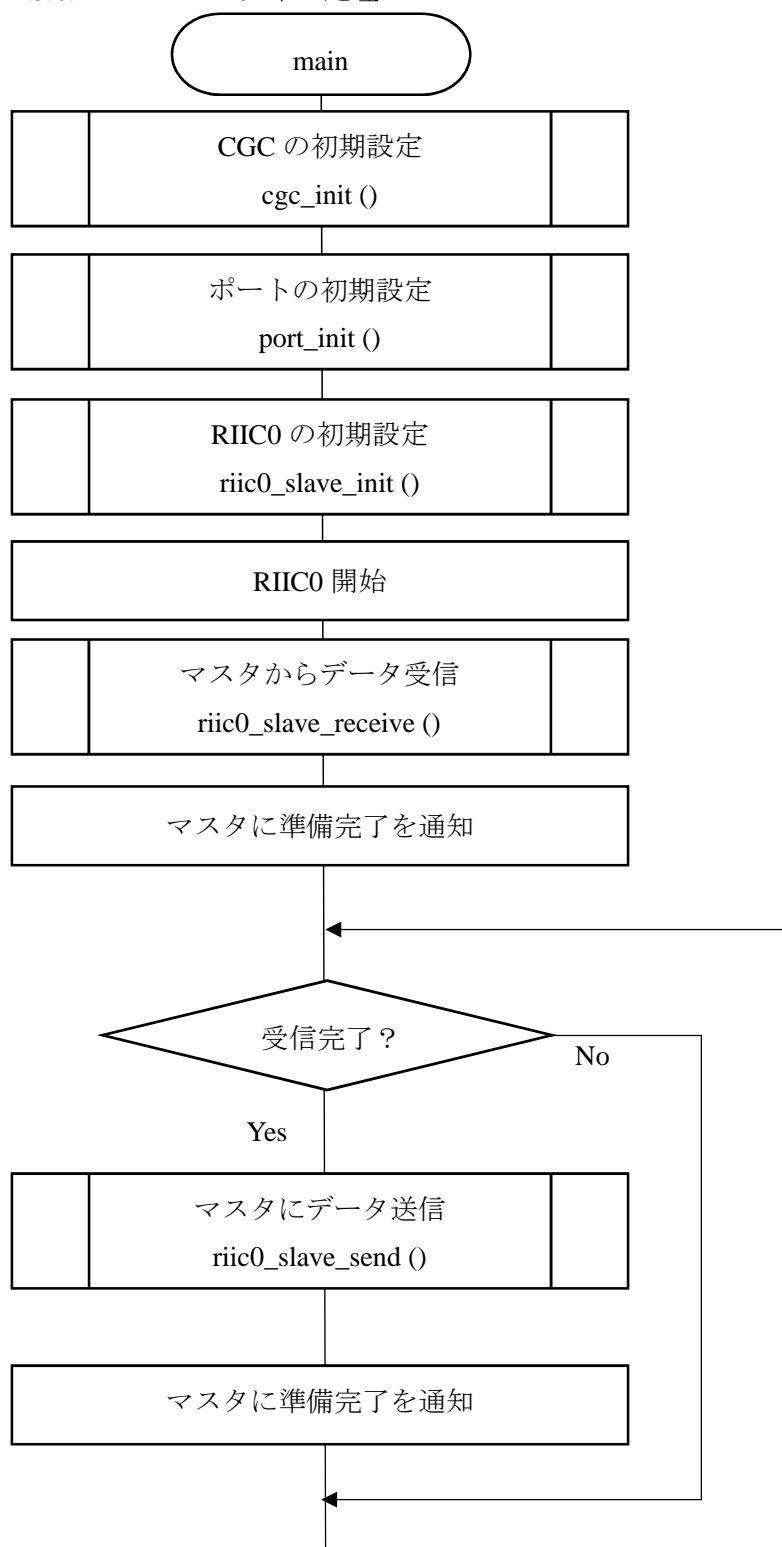 main
CGC の初期設定
cgc_init ()
ポートの初期設定
port_init ()
RIIC0 の初期設定
riic0_slave_init ()
RIIC0 開始
マスタからデータ受信
riic0_slave_receive ()
マスタに準備完了を通知
受信完了？
No
Yes
マスタにデータ送信
riic0_slave_send ()
マスタに準備完了を通知